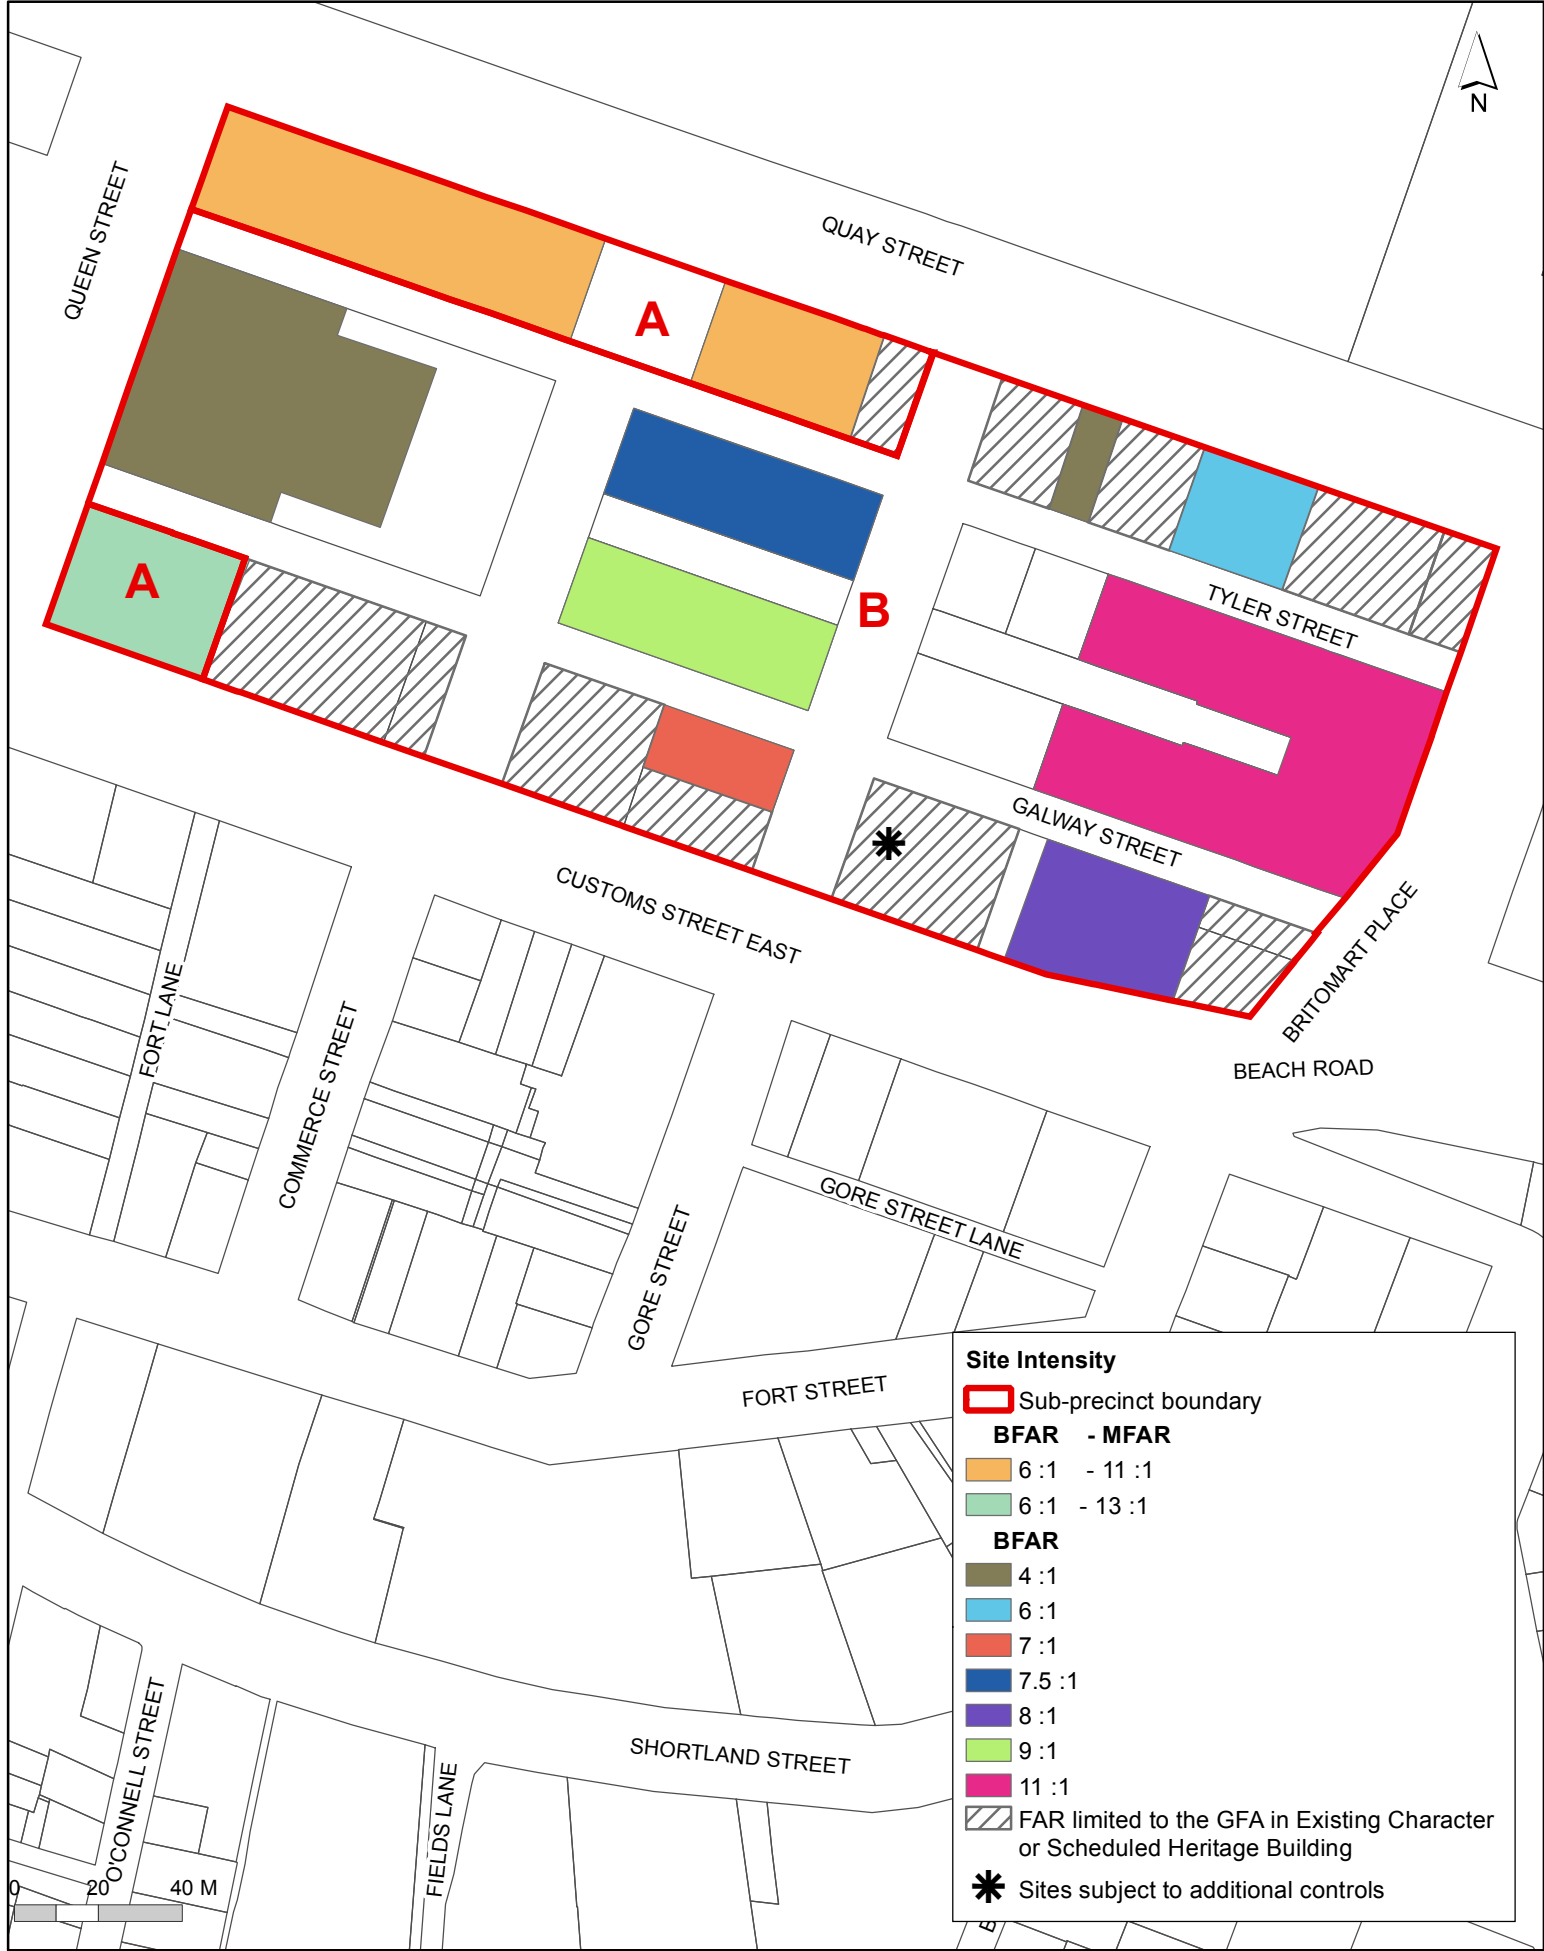 N
QUAY STREET
QUEEN STREET
A
A
B
TYLER STREET
GALWAY STREET
CUSTOMS STREET EAST
BRITOMART PLACE
BEACH ROAD
FORT LANE
COMMERCE STREET
GORE STREET LANE
GORE STREET
FORT STREET
SHORTLAND STREET
O'CONNELL STREET
FIELDS LANE
0 20 40 M
Site Intensity
Sub-precinct boundary
BFAR - MFAR
6 :1 - 11 :1
6 :1 - 13 :1
BFAR
4 :1
6 :1
7 :1
7.5 :1
8 :1
9 :1
11 :1
FAR limited to the GFA in Existing Character
or Scheduled Heritage Building
Sites subject to additional controls